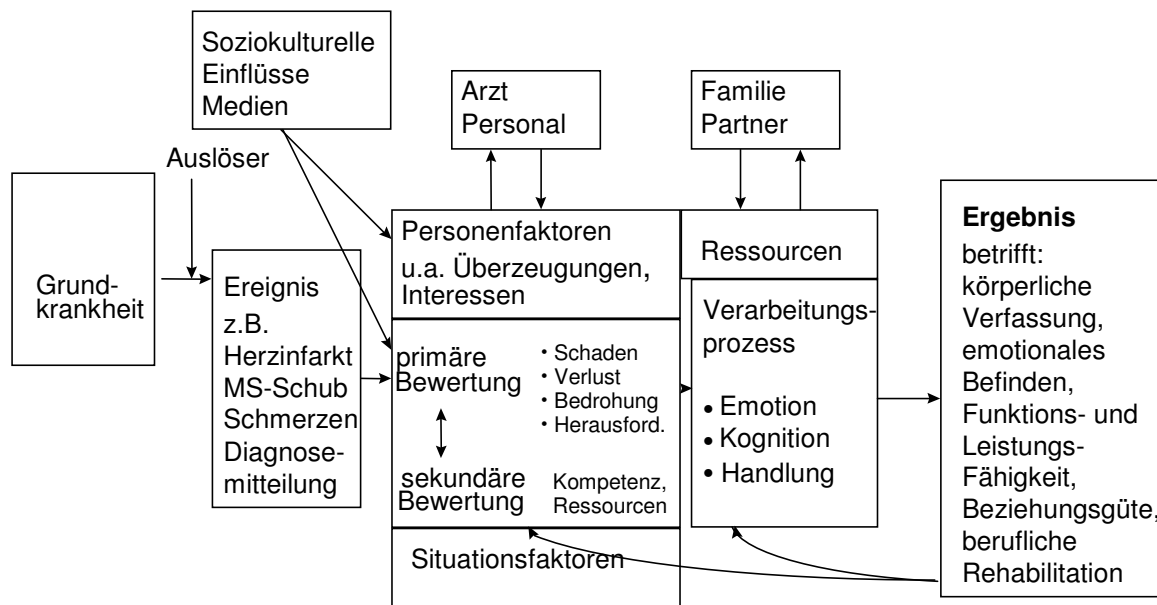 Soziokulturelle
Einflüsse
Medien
Arzt
Personal
Familie
Partner
Auslöser
Grund-
krankheit
Ereignis
z.B.
Herzinfarkt
MS-Schub
Schmerzen
Diagnose-
mitteilung
Personenfaktoren
u.a. Überzeugungen,
Interessen
primäre
Bewertung
• Schaden
• Verlust
• Bedrohung
• Herausford.
sekundäre
Bewertung
Kompetenz,
Ressourcen
Situationsfaktoren
Ressourcen
Verarbeitungs-
prozess
• Emotion
• Kognition
• Handlung
Ergebnis
betrifft:
körperliche
Verfassung,
emotionales
Befinden,
Funktions- und
Leistungs-
Fähigkeit,
Beziehungsgüte,
berufliche
Rehabilitation